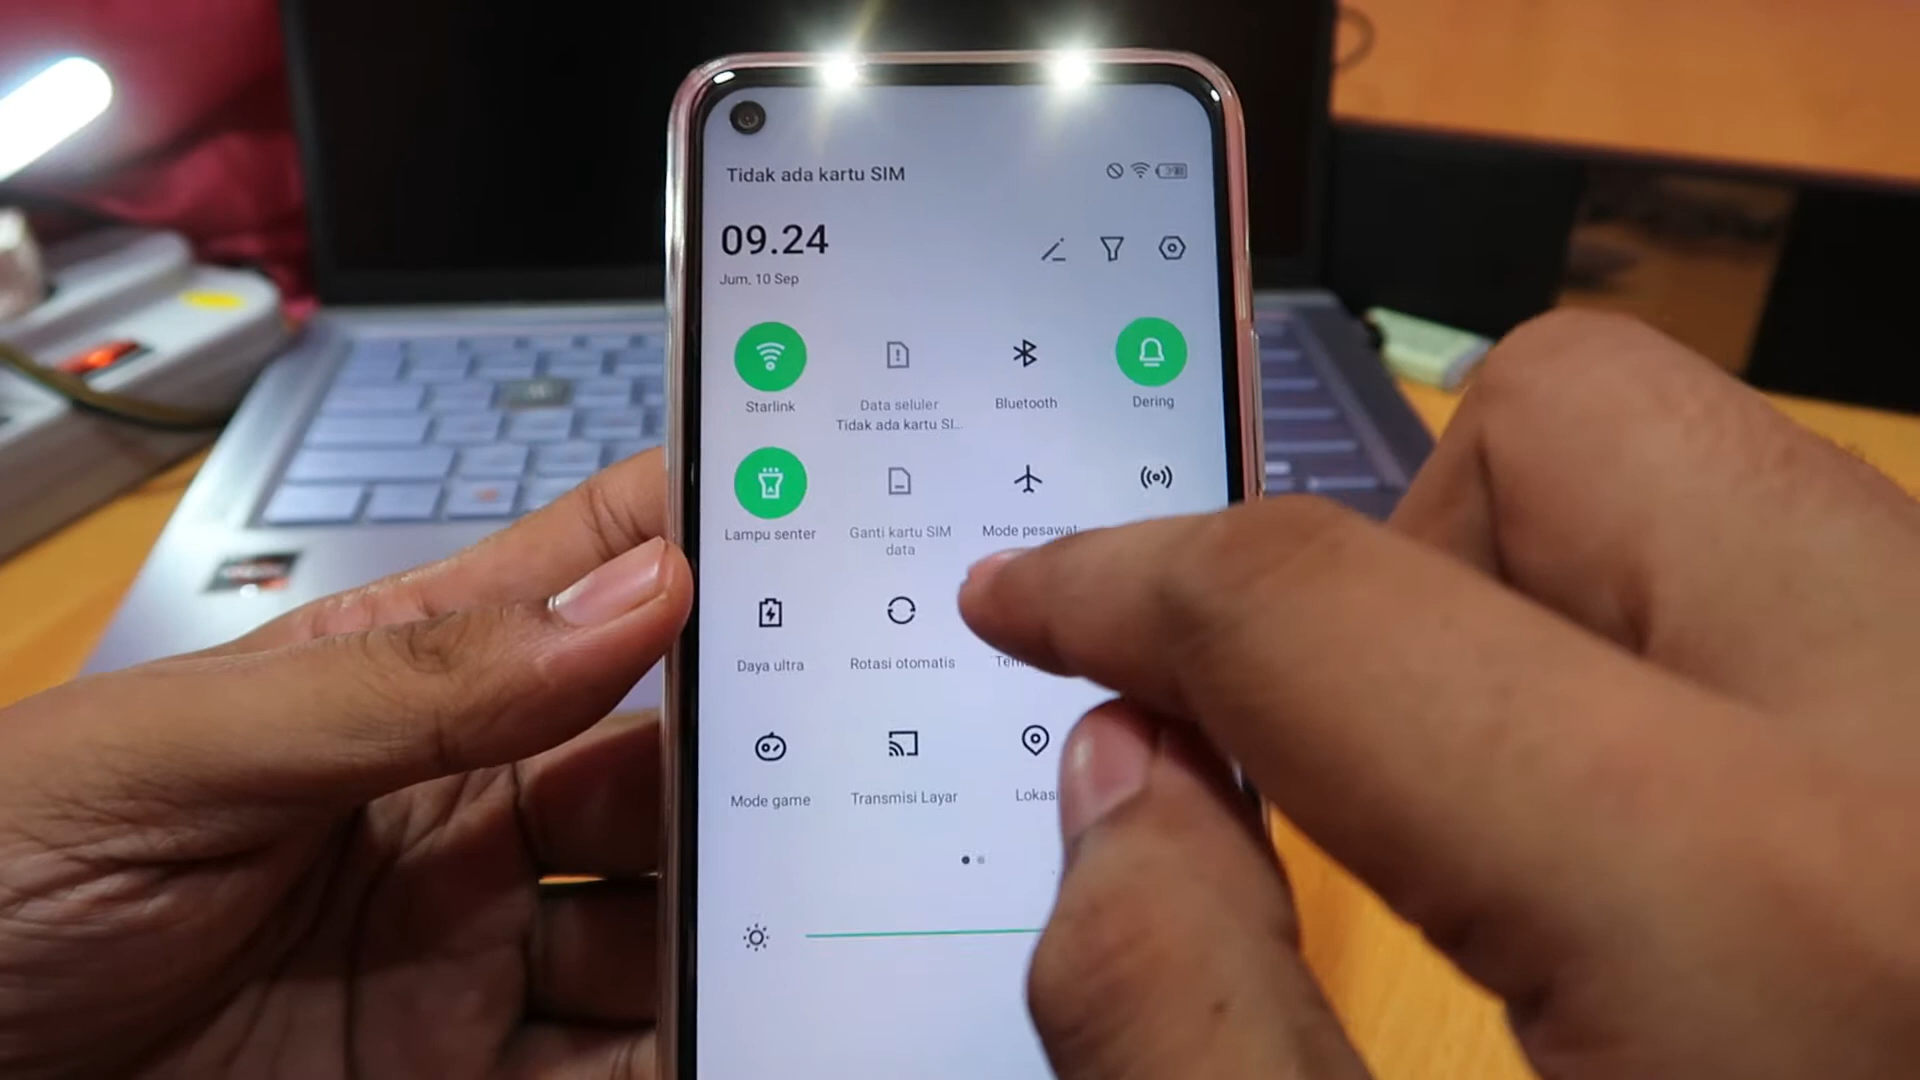 Tidak ada kartu SIM
09.24
Jum, 10 Sep
Starlink
Data seluler
Tidak ada kartu SI...
Bluetooth
Dering
Lampu senter
Ganti kartu SIM
data
Mode pesawat
Daya ultra
Rotasi otomatis
Mode game
Transmisi Layar
Lokasi